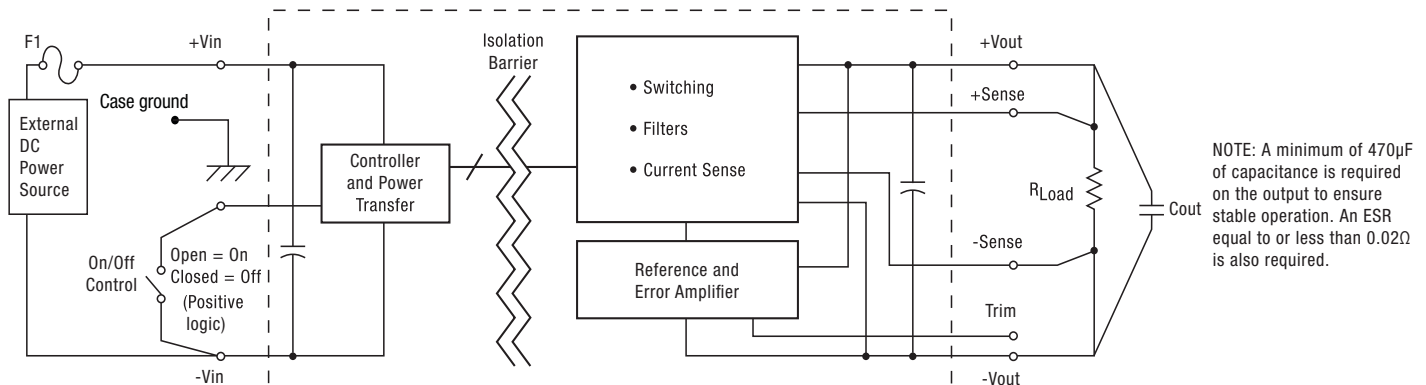 F1
+Vin
Isolation
Barrier
+Vout
Case ground
External
DC
Power
Source
Controller
and Power
Transfer
• Switching
• Filters
• Current Sense
+Sense
RLoad
Cout
NOTE: A minimum of 470µF
of capacitance is required
on the output to ensure
stable operation. An ESR
equal to or less than 0.02Ω
is also required.
On/Off
Control
Open = On
Closed = Off
(Positive
logic)
Reference and
Error Amplifier
-Sense
Trim
-Vin
-Vout